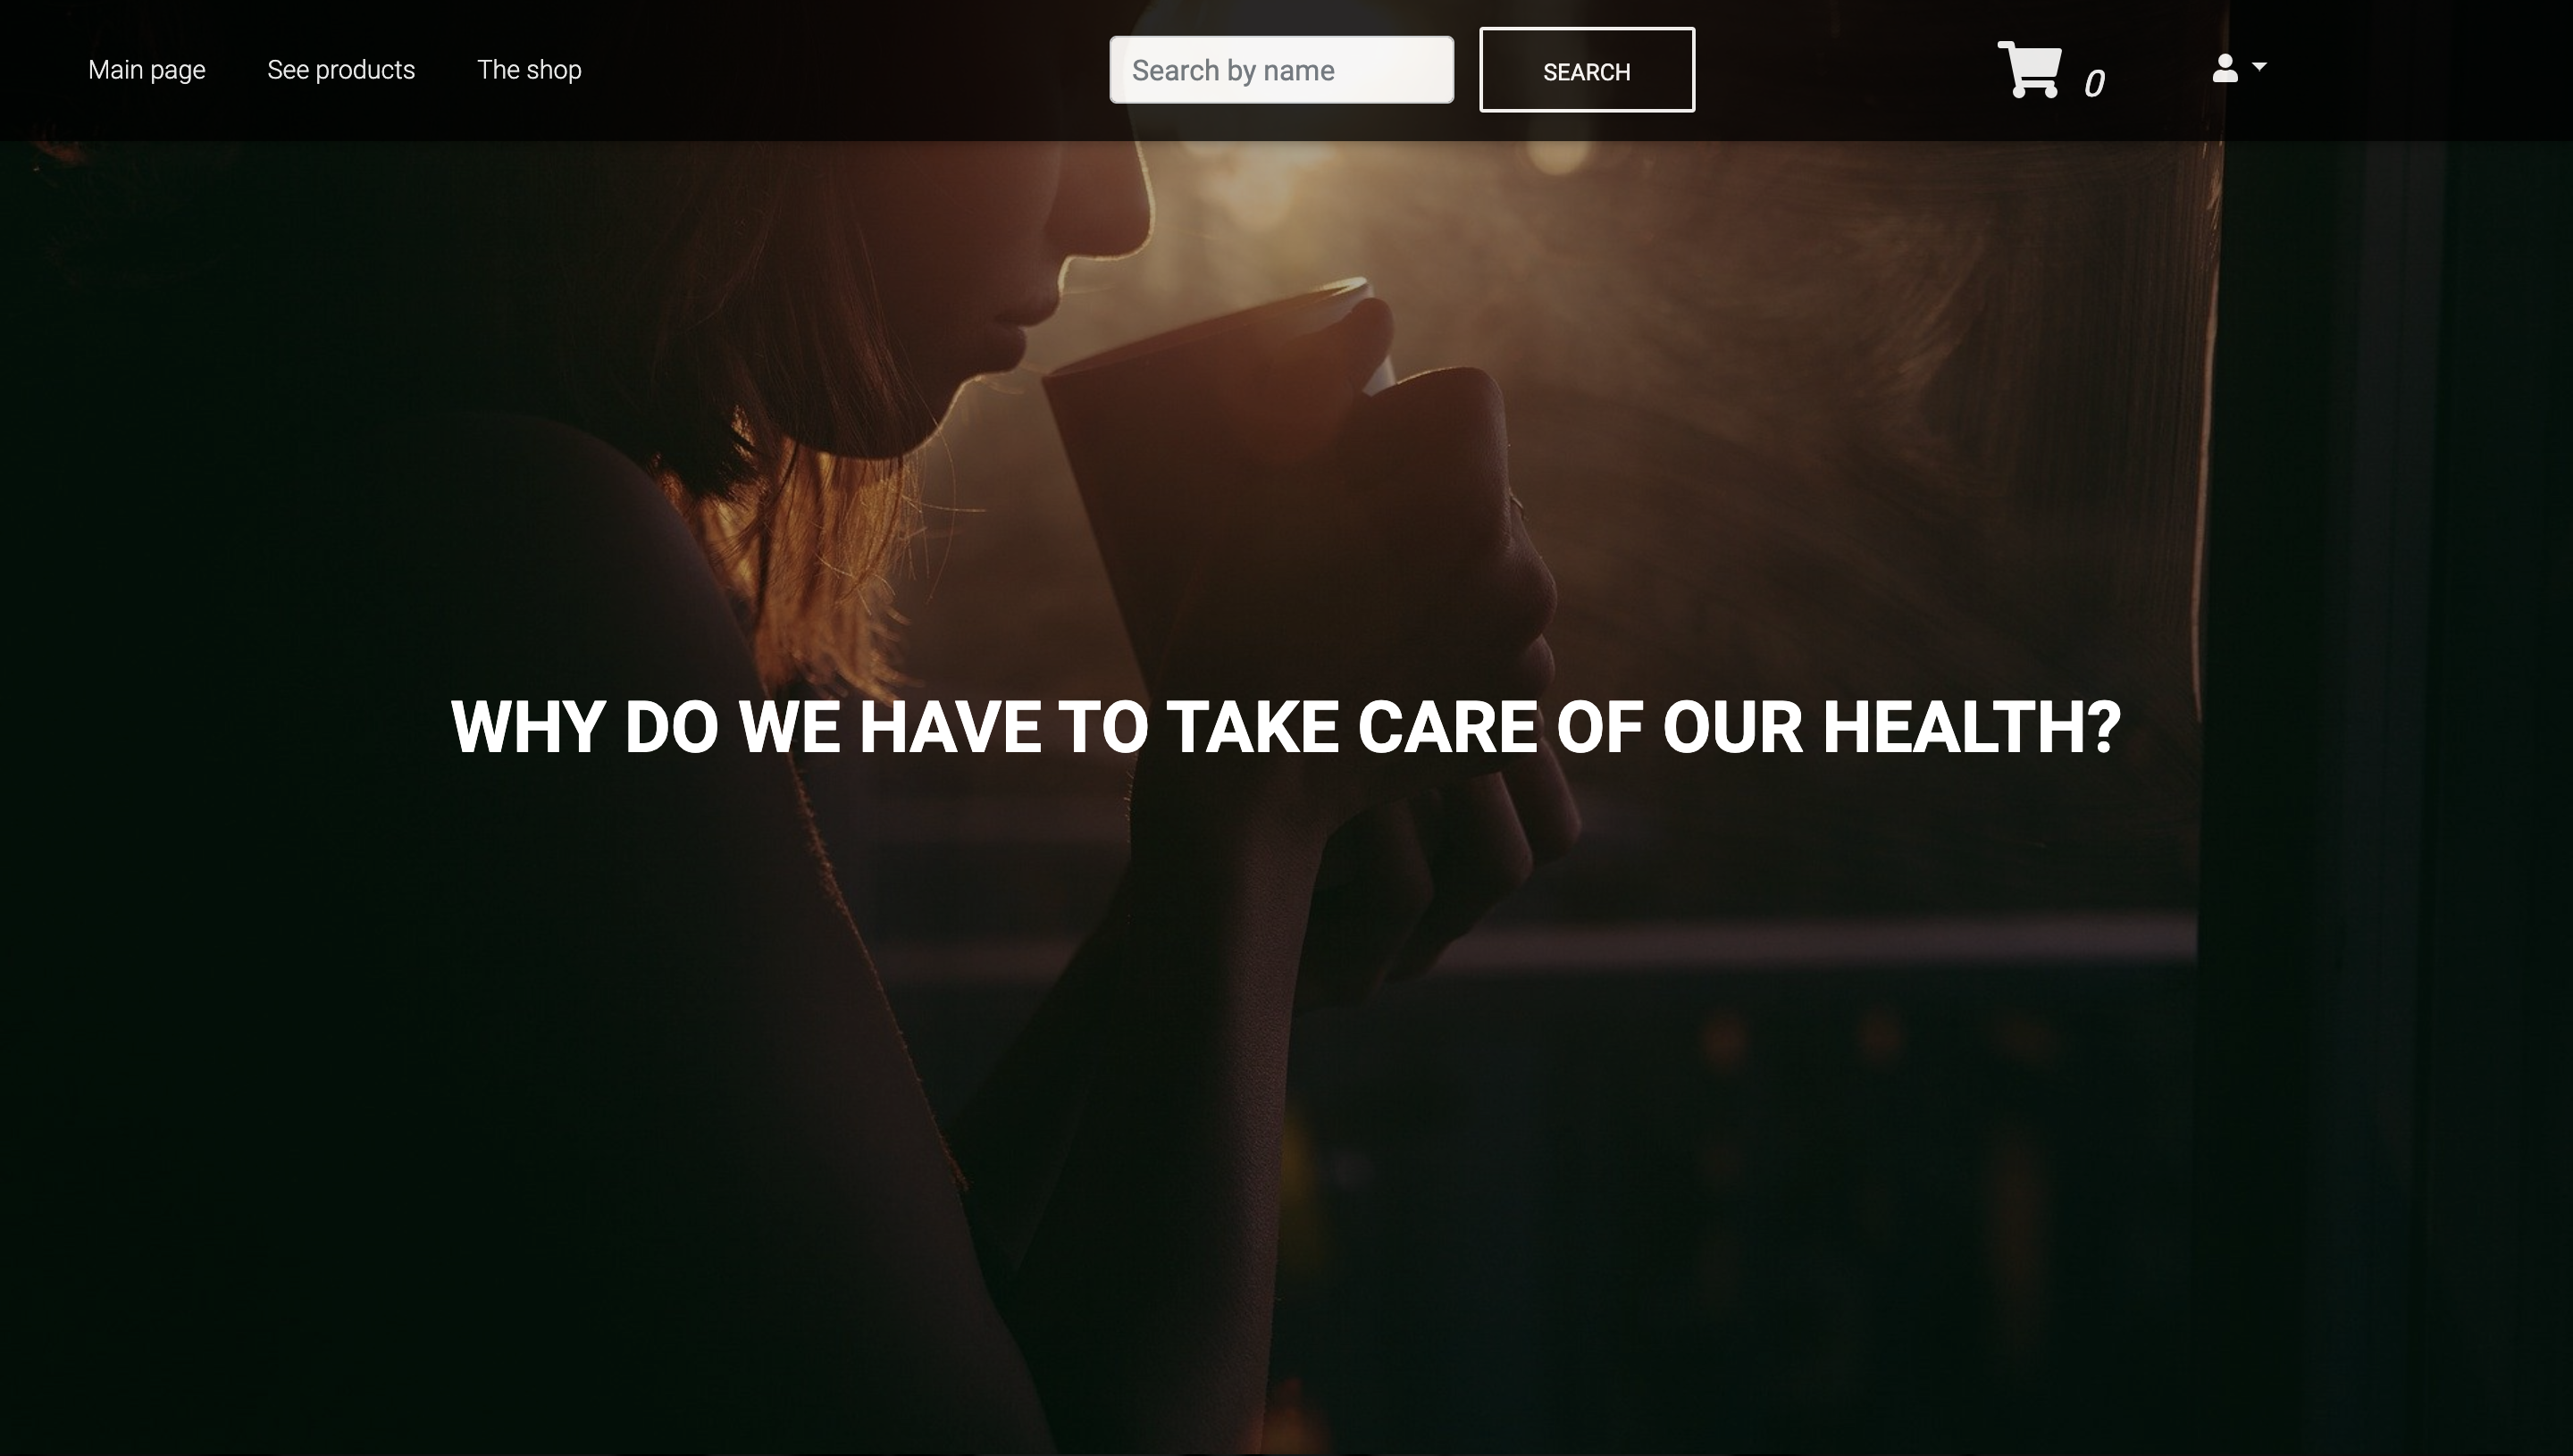 Main page
See products
The shop
Search by name
SEARCH
0
WHY DO WE HAVE TO TAKE CARE OF OUR HEALTH?